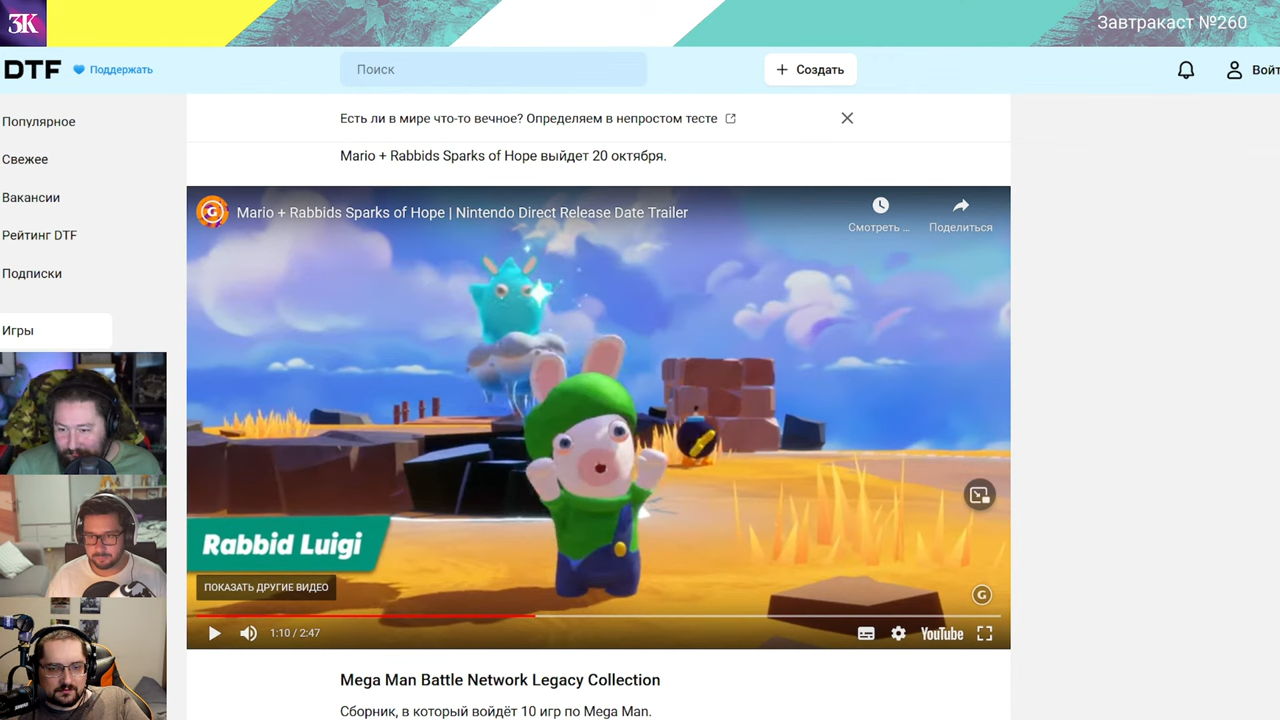 ЗК
Завтракаст №260
DTF
Поддержать
Поиск
+ Создать
Войт
Популярное
Свежее
Вакансии
Рейтинг DTF
Подписки
Игры
Есть ли в мире что-то вечное? Определяем в непростом тесте
Mario + Rabbids Sparks of Hope выйдет 20 октября.
G
Mario + Rabbids Sparks of Hope | Nintendo Direct Release Date Trailer
Смотреть ...
Поделиться
Rabbid Luigi
ПОКАЗАТЬ ДРУГИЕ ВИДЕО
G
1:10 / 2:47
YouTube
Mega Man Battle Network Legacy Collection
Сборник, в который войдёт 10 игр по Mega Man.